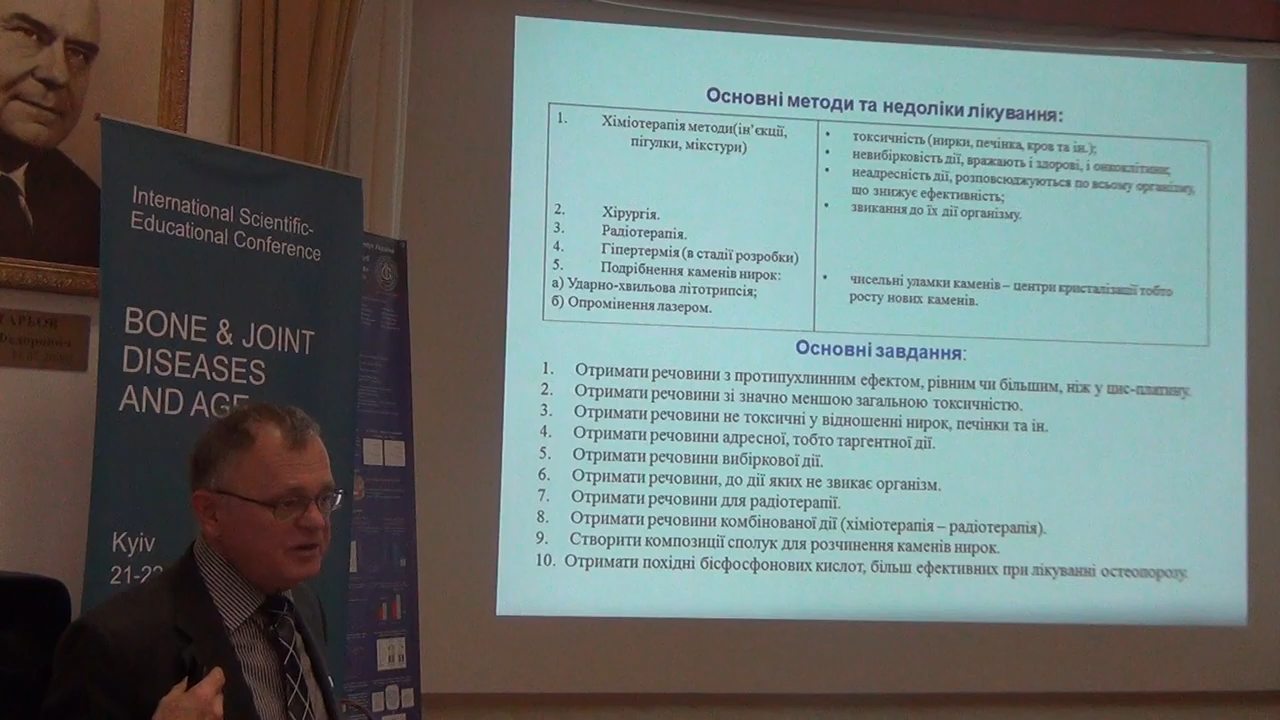 International Scientific-
Educational Conference
BONE & JOINT
DISEASES
AND AGE
Kyiv
21-22
Основні методи та недоліки лікування:
1. Хіміотерапія методи(ін’єкції,
пігулки, мікстури)
2. Хірургія.
3. Радіотерапія.
4. Гіпертермія (в стадії розробки)
5. Подрібнення каменів нирок:
а) Ударно-хвильова літотрипсія;
б) Опромінення лазером.
• токсичність (нирки, печінка, кров та ін.);
• невибірковість дії, вражають і здорові, і онкоклітини;
• неадресність дії, розповсюджуються по всьому організму,
що знижує ефективність;
• звикання до їх дії організму.
• чисельні уламки каменів – центри кристалізації тобто
росту нових каменів.
Основні завдання:
1. Отримати речовини з протипухлинним ефектом, рівним чи більшим, ніж у цис-платину.
2. Отримати речовини зі значно меншою загальною токсичністю.
3. Отримати речовини не токсичні у відношенні нирок, печінки та ін.
4. Отримати речовини адресної, тобто таргентної дії.
5. Отримати речовини вибіркової дії.
6. Отримати речовини, до дії яких не звикає організм.
7. Отримати речовини для радіотерапії.
8. Отримати речовини комбінованої дії (хіміотерапія – радіотерапія).
9. Створити композиції сполук для розчинення каменів нирок.
10. Отримати похідні бісфосфонових кислот, більш ефективних при лікуванні остеопорозу.